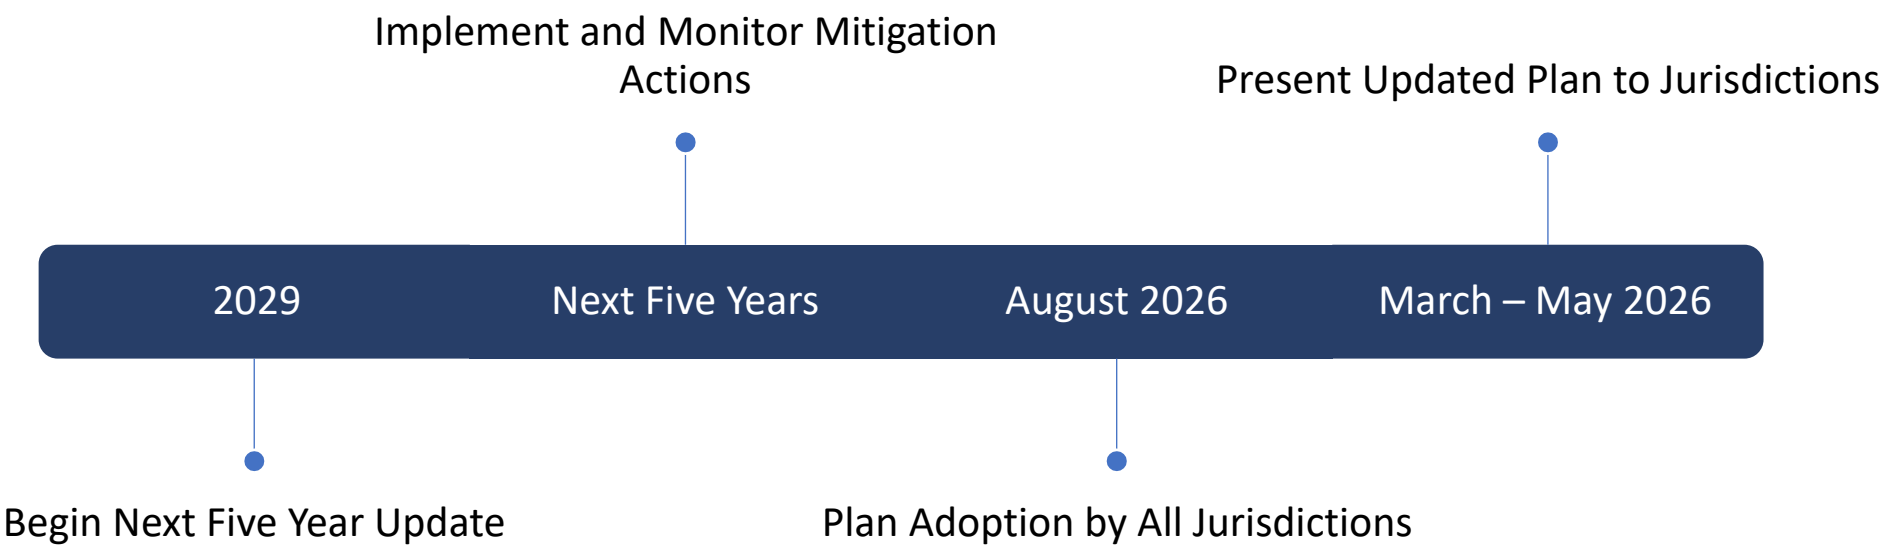 Implement and Monitor Mitigation
Actions
Present Updated Plan to Jurisdictions
2029
Next Five Years
August 2026
March – May 2026
Begin Next Five Year Update
Plan Adoption by All Jurisdictions